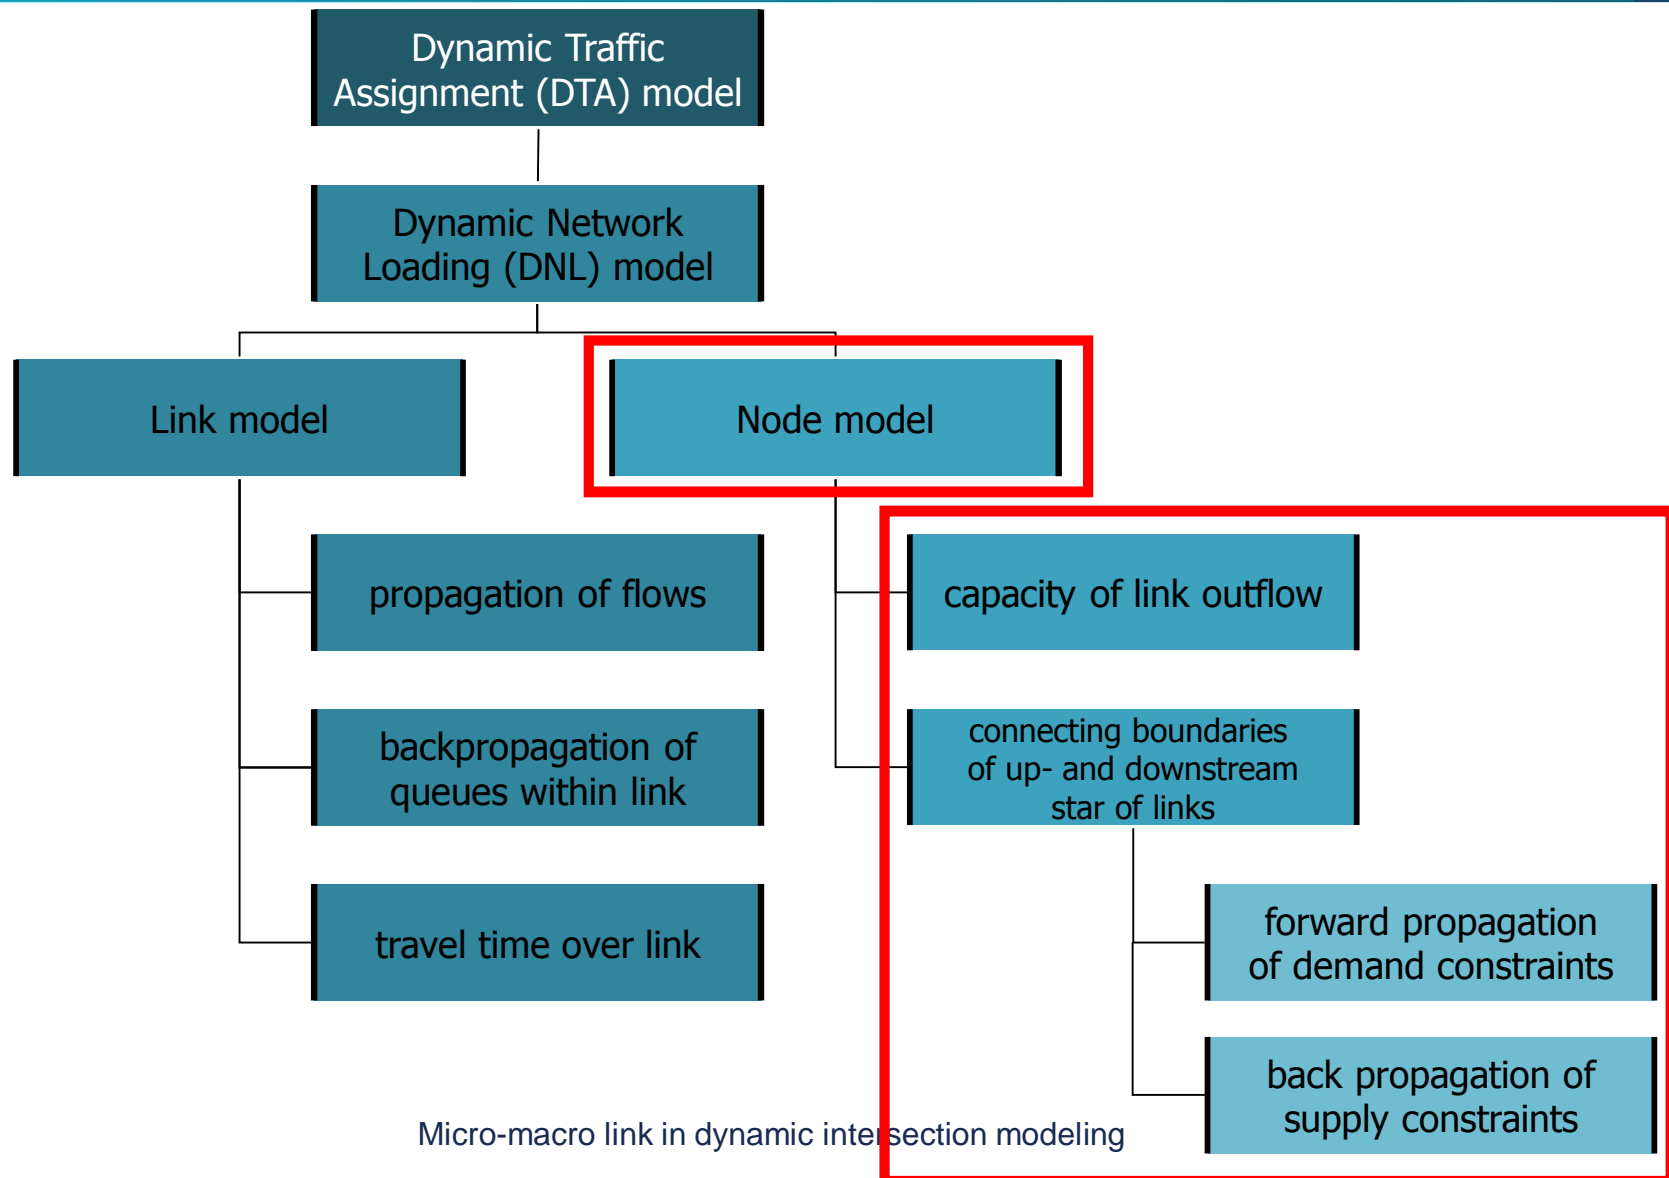 Dynamic Traffic
Assignment (DTA) model
Dynamic Network
Loading (DNL) model
Link model
Node model
propagation of flows
backpropagation of
queues within link
travel time over link
capacity of link outflow
connecting boundaries
of up- and downstream
star of links
forward propagation
of demand constraints
back propagation of
supply constraints
Micro-macro link in dynamic intersection modeling